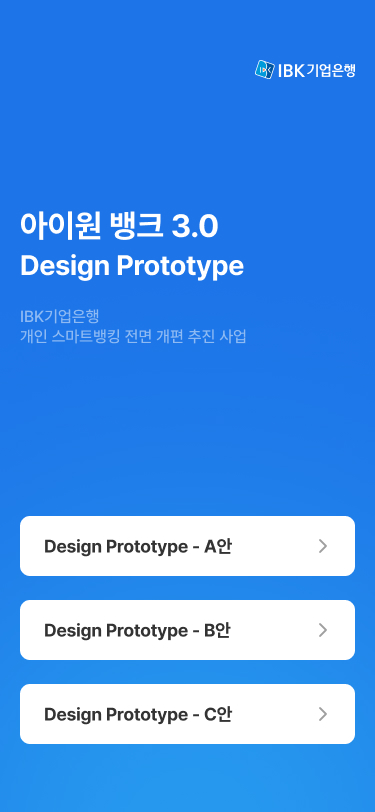 IBK기업은행
아이원 뱅크 3.0
Design Prototype
IBK기업은행
개인 스마트뱅킹 전면 개편 추진 사업
Design Prototype - A안
Design Prototype - B안
Design Prototype - C안